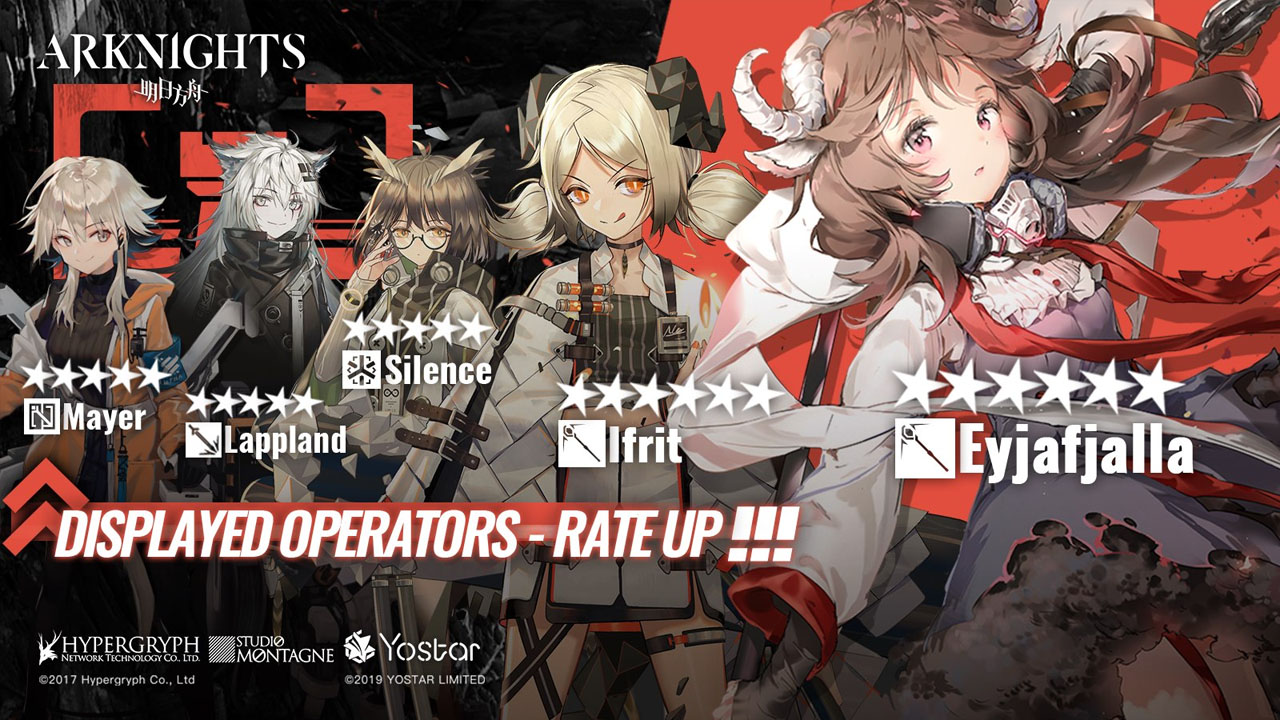 ARKNIGHTS
明日方舟
Silence
Mayer
Lappland
Ifrit
Eyjafjalla
DISPLAYED OPERATORS - RATE UP !!!
HYPERGRYPH
NETWORK TECHNOLOGY CO., LTD.
STUDIO
MØNTAGNE
Yostar
©2017 Hypergryph Co., Ltd
©2019 YOSTAR LIMITED